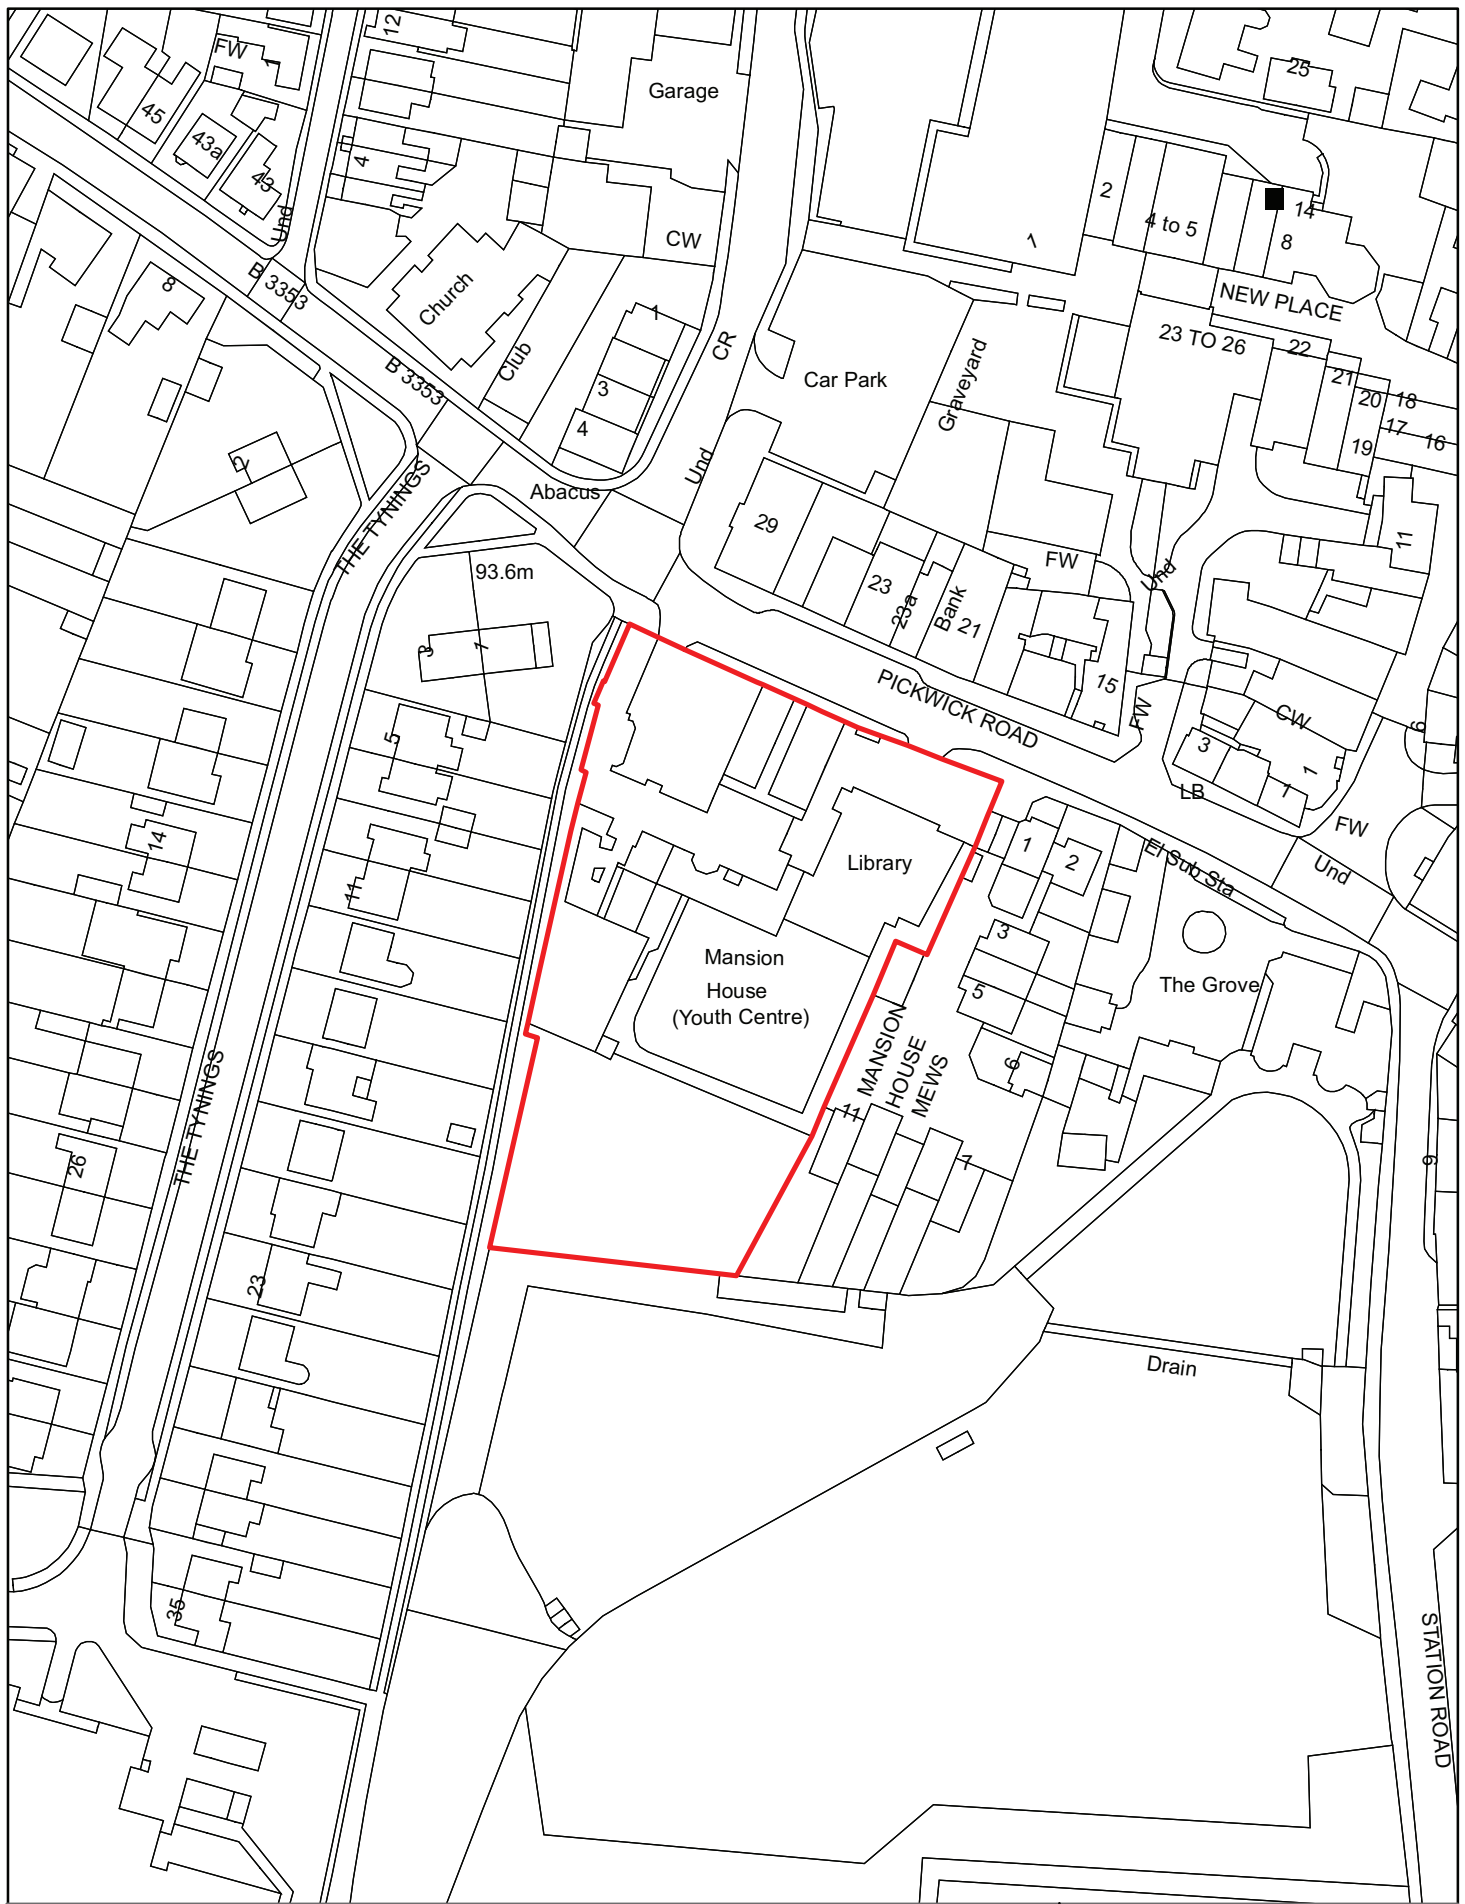 FW
1
12
25
Garage
45
43a
43
4
Und
2
4 to 5
14
8
CW
1
B 3353
8
Church
NEW PLACE
1
23 TO 26
22
CR
Club
B 3353
3
4
Car Park
Graveyard
21
20
18
17
16
19
2
Und
THE TYNINGS
Abacus
29
11
93.6m
FW
Und
23
23a
Bank
21
3
1
15
PICKWICK ROAD
FW
CW
5
3
1
1
9
LB
FW
14
11
Library
1
2
El Sub Sta
Und
Mansion
House
(Youth Centre)
3
5
The Grove
MANSION
HOUSE
MEWS
6
11
7
THE TYNINGS
26
9
23
Drain
35
STATION ROAD